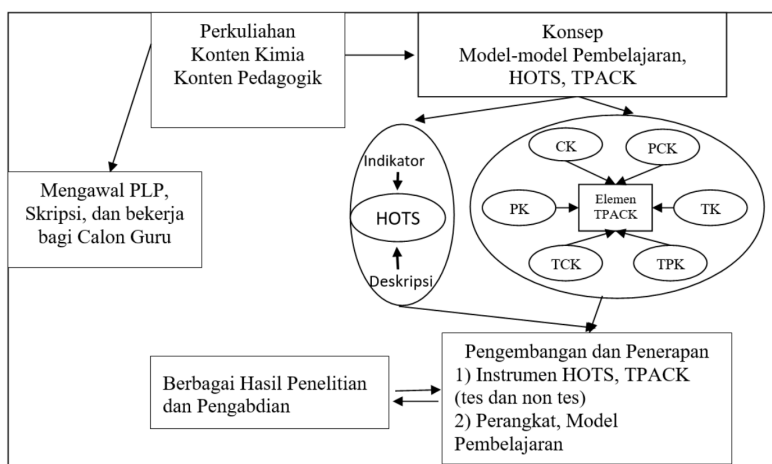 Perkuliahan
Konten Kimia
Konten Pedagogik
Konsep
Model-model Pembelajaran,
HOTS, TPACK
Mengawal PLP,
Skripsi, dan bekerja
bagi Calon Guru
Indikator
HOTS
Deskripsi
CK
PCK
PK
Elemen
TPACK
TK
TCK
TPK
Berbagai Hasil Penelitian
dan Pengabdian
Pengembangan dan Penerapan
1) Instrumen HOTS, TPACK
(tes dan non tes)
2) Perangkat, Model
Pembelajaran